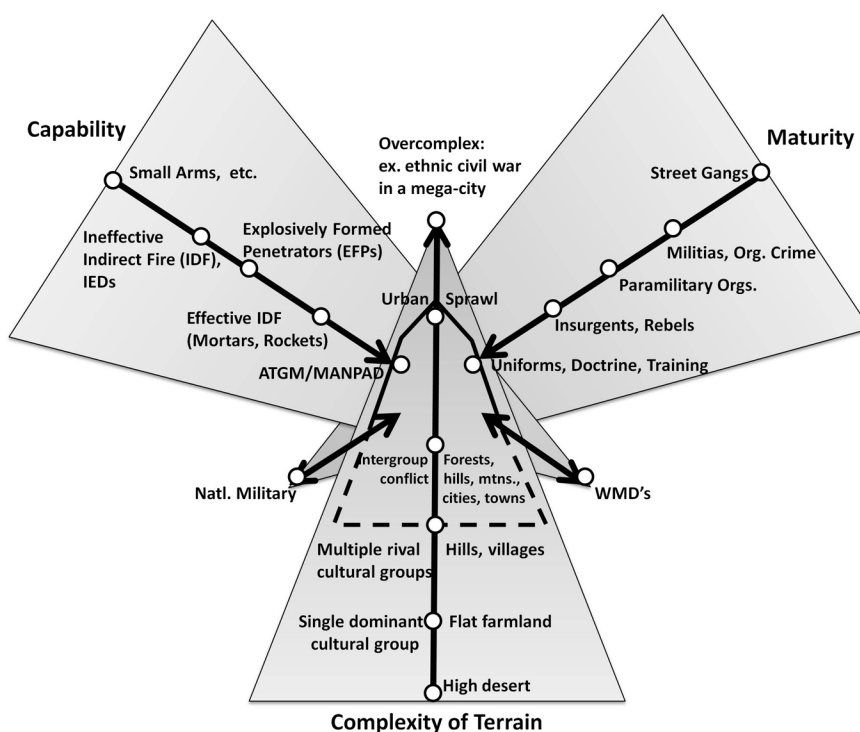 Capability
Maturity
Overcomplex:
ex. ethnic civil war
in a mega-city
Small Arms, etc.
Street Gangs
Ineffective
Indirect Fire (IDF),
IEDs
Explosively Formed
Penetrators (EFPs)
Militias, Org. Crime
Paramilitary Orgs.
Urban Sprawl
Effective IDF
(Mortars, Rockets)
Insurgents, Rebels
ATGM/MANPAD
Uniforms, Doctrine, Training
Intergroup
conflict
Forests,
hills, mtns.,
cities, towns
Natl. Military
WMD's
Multiple rival
cultural groups
Hills, villages
Single dominant
cultural group
Flat farmland
High desert
Complexity of Terrain